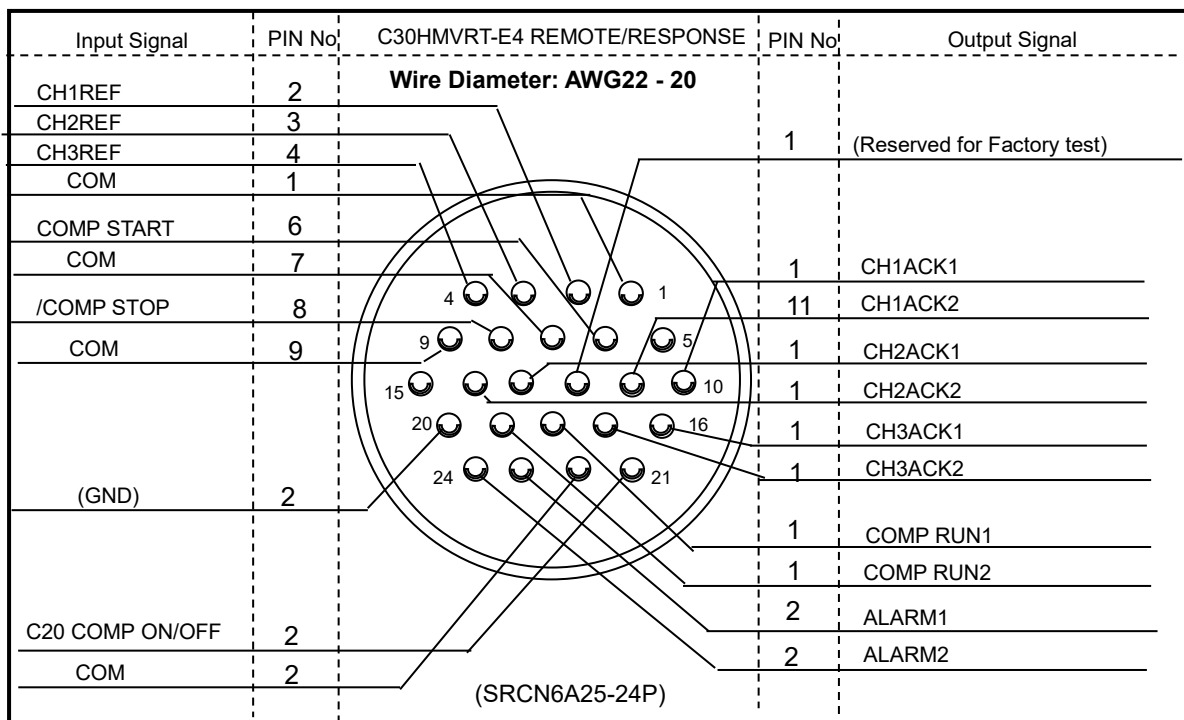 Input Signal PIN No C30HMVRT-E4 REMOTE/RESPONSE PIN No Output Signal
Wire Diameter: AWG22 - 20
CH1REF 2
CH2REF 3
1 (Reserved for Factory test)
CH3REF 4
COM 1
COMP START 6
COM 7
1 CH1ACK1
4 1
/COMP STOP 8
11 CH1ACK2
9 5
COM 9
1 CH2ACK1
15 10
1 CH2ACK2
20 16
1 CH3ACK1
1 CH3ACK2
24 21
(GND) 2
1 COMP RUN1
1 COMP RUN2
2 ALARM1
C20 COMP ON/OFF 2
2 ALARM2
COM 2
(SRCN6A25-24P)